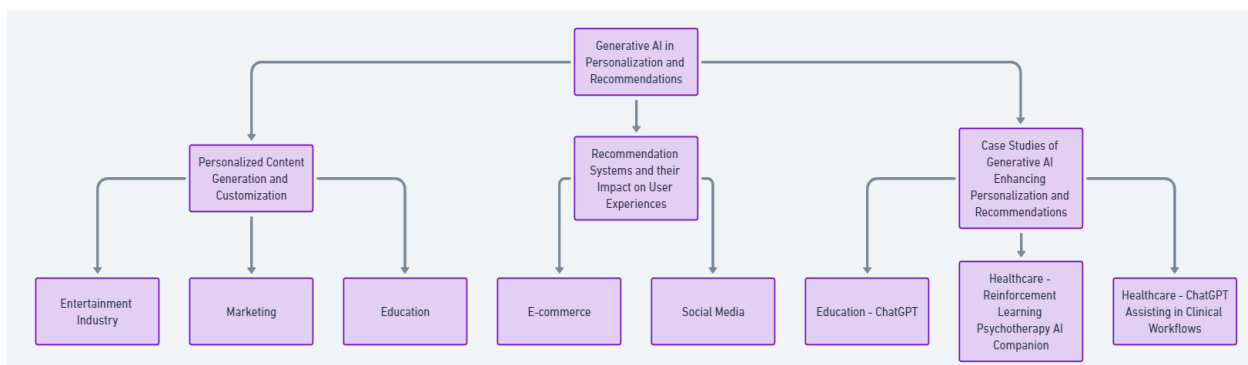 Generative AI in
Personalization and
Recommendations
Personalized Content
Generation and
Customization
Recommendation
Systems and their
Impact on User
Experiences
Case Studies of
Generative AI
Enhancing
Personalization and
Recommendations
Entertainment
Industry
Marketing
Education
E-commerce
Social Media
Education - ChatGPT
Healthcare -
Reinforcement
Learning
Psychotherapy AI
Companion
Healthcare - ChatGPT
Assisting in Clinical
Workflows